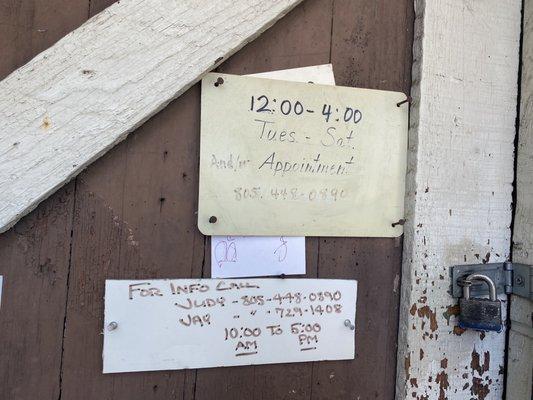 12:00-4:00
Tues. - Sat.
And/or Appointment
805. 448-0890
FOR INFO CALL
JUDY - 805-448-0890
JAY " " - 729-1408
10:00 TO 5:00
AM PM